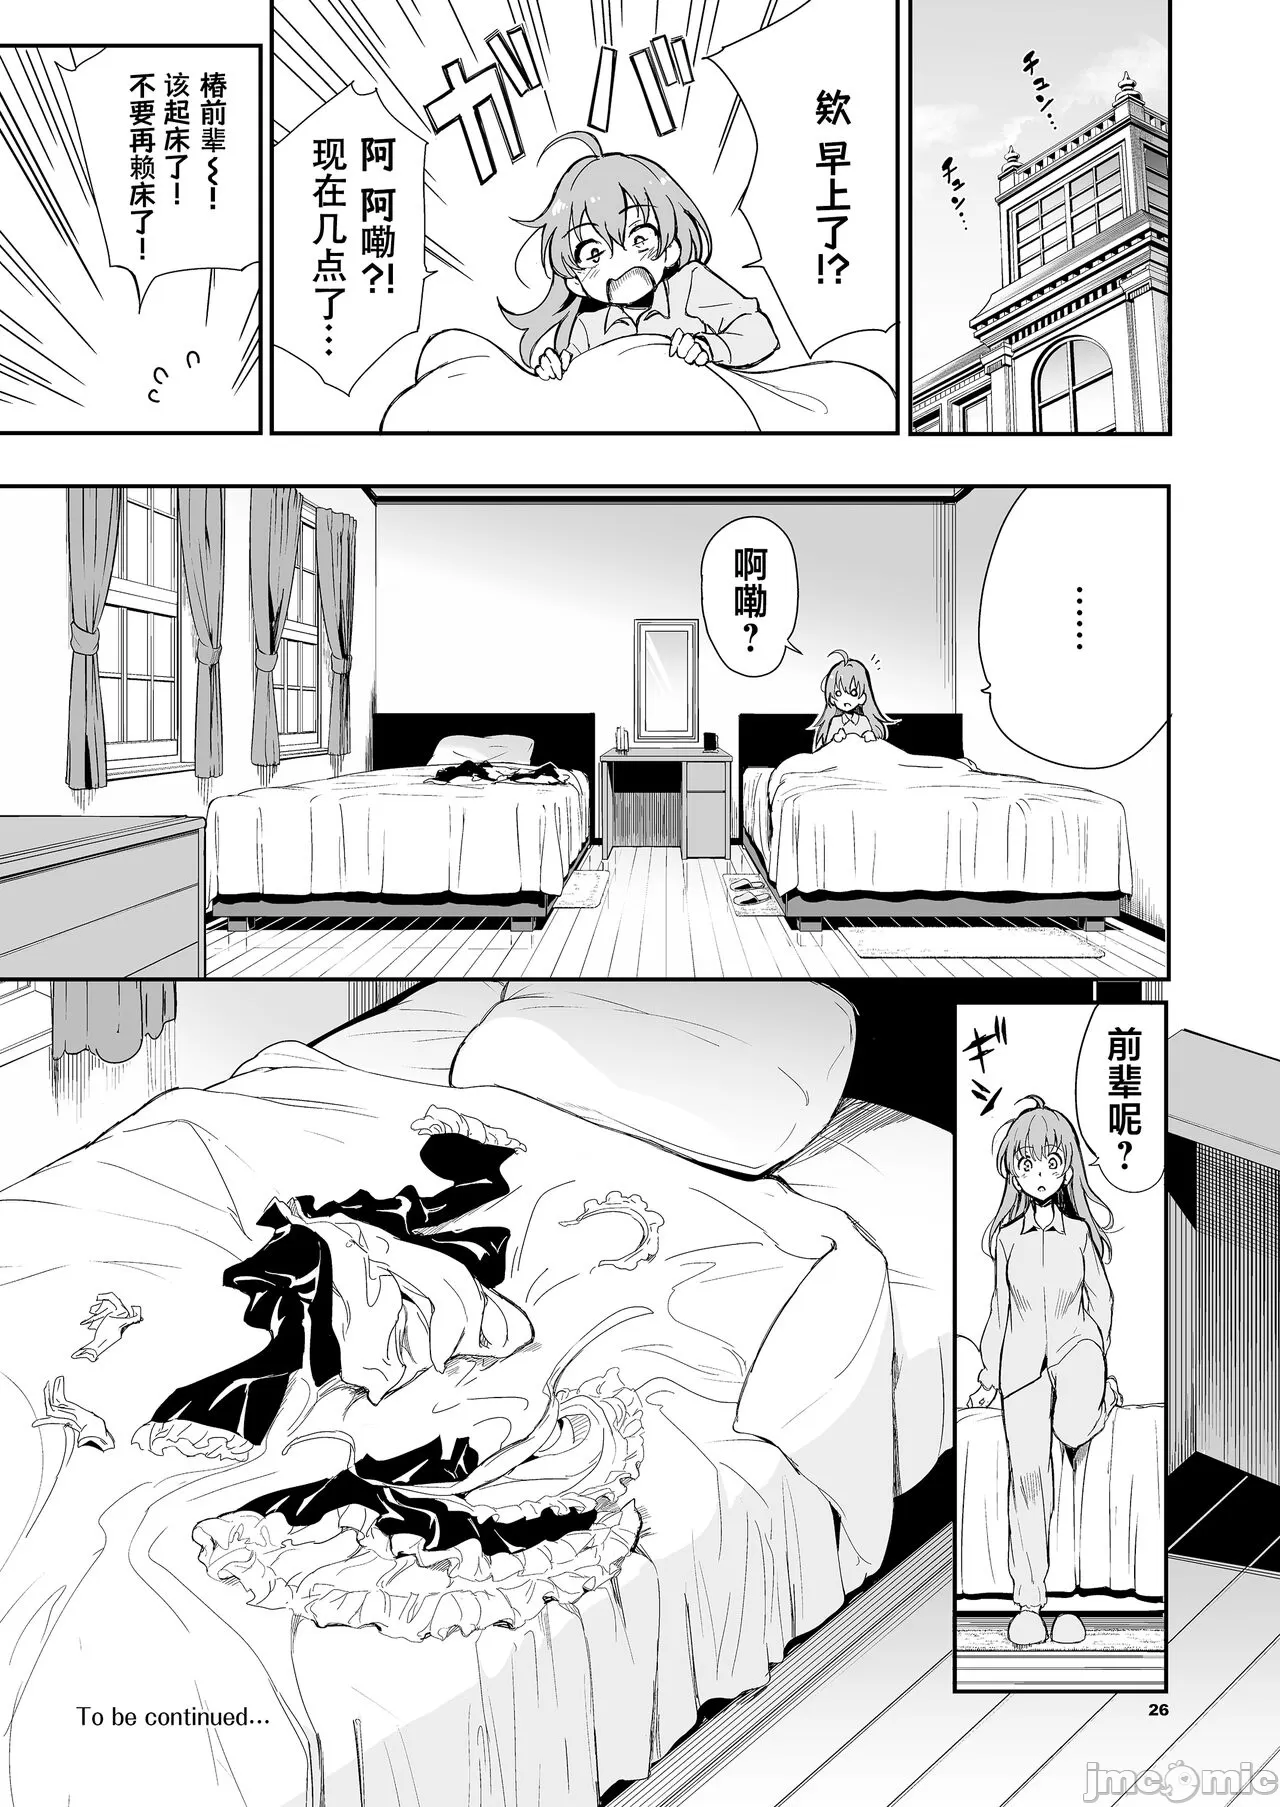 チュン…
チュン…
欸 早上了!?
ガバッ
阿 阿嘞?!
现在几点了…
椿前辈~!
该起床了!
不要再赖床了!
……
啊嘞?
前辈呢?
ギシ
To be continued...
26
jmcomic